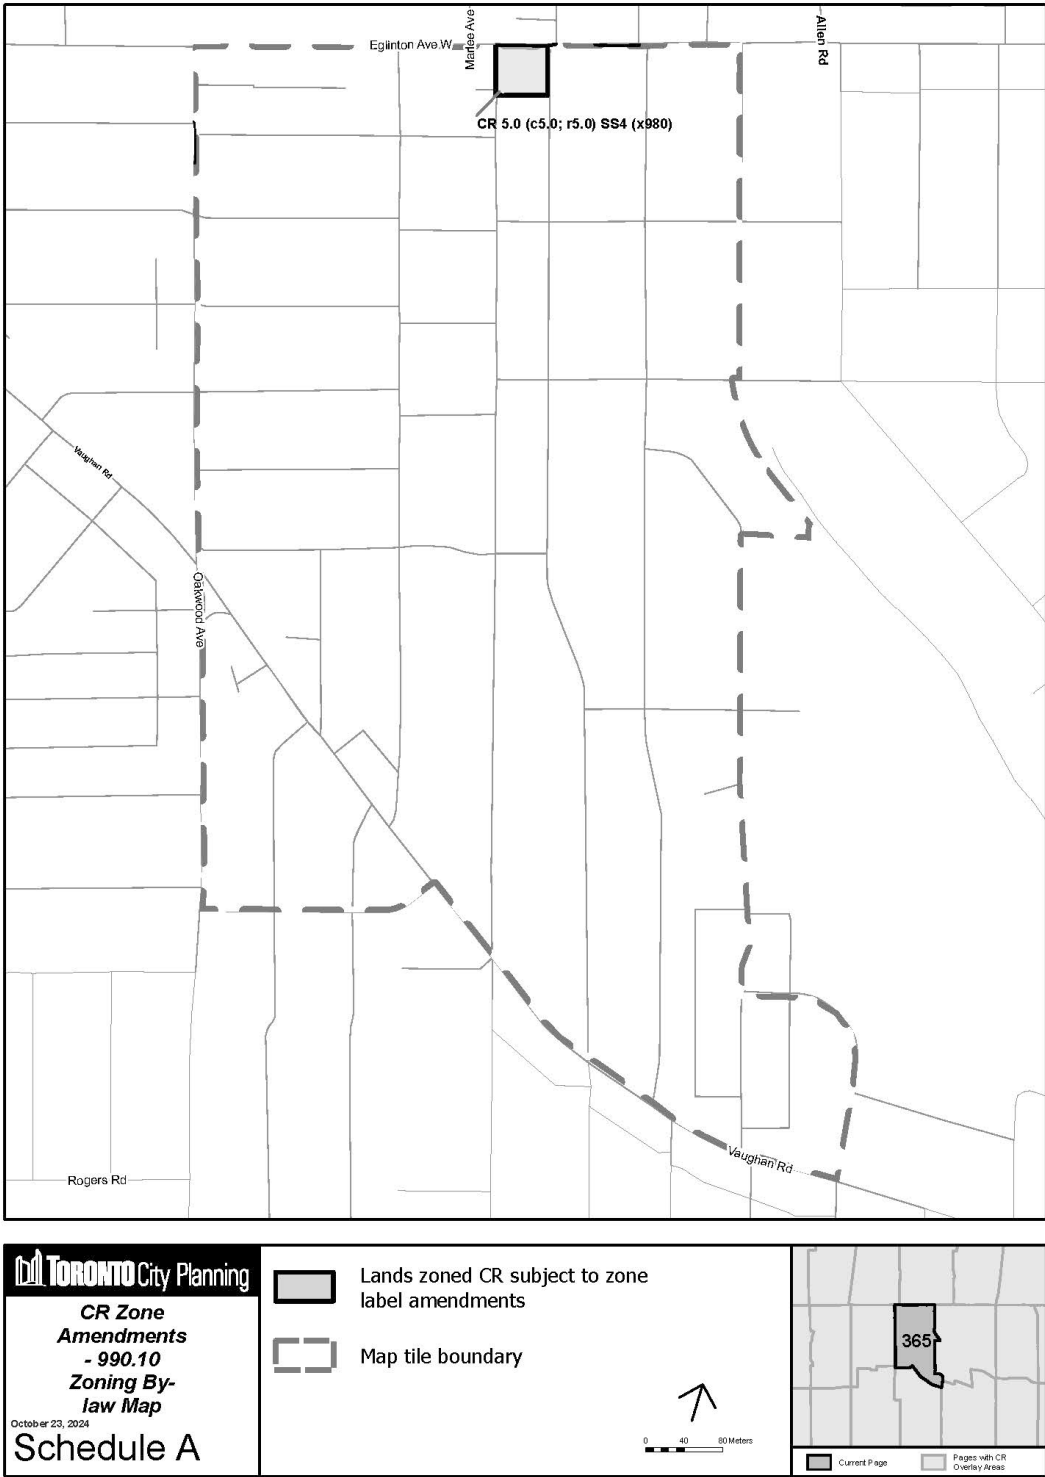 Eglinton Ave W
Marlee Ave
Allen Rd
CR 5.0 (c5.0; r5.0) SS4 (x980)
Vaughan Rd
Oakwood Ave
Vaughan Rd
Rogers Rd
TORONTO City Planning
CR Zone
Amendments
- 990.10
Zoning By-
law Map
October 23, 2024
Schedule A
Lands zoned CR subject to zone
label amendments
Map tile boundary
0 40 80 Meters
365
Current Page
Pages with CR
Overlay Areas